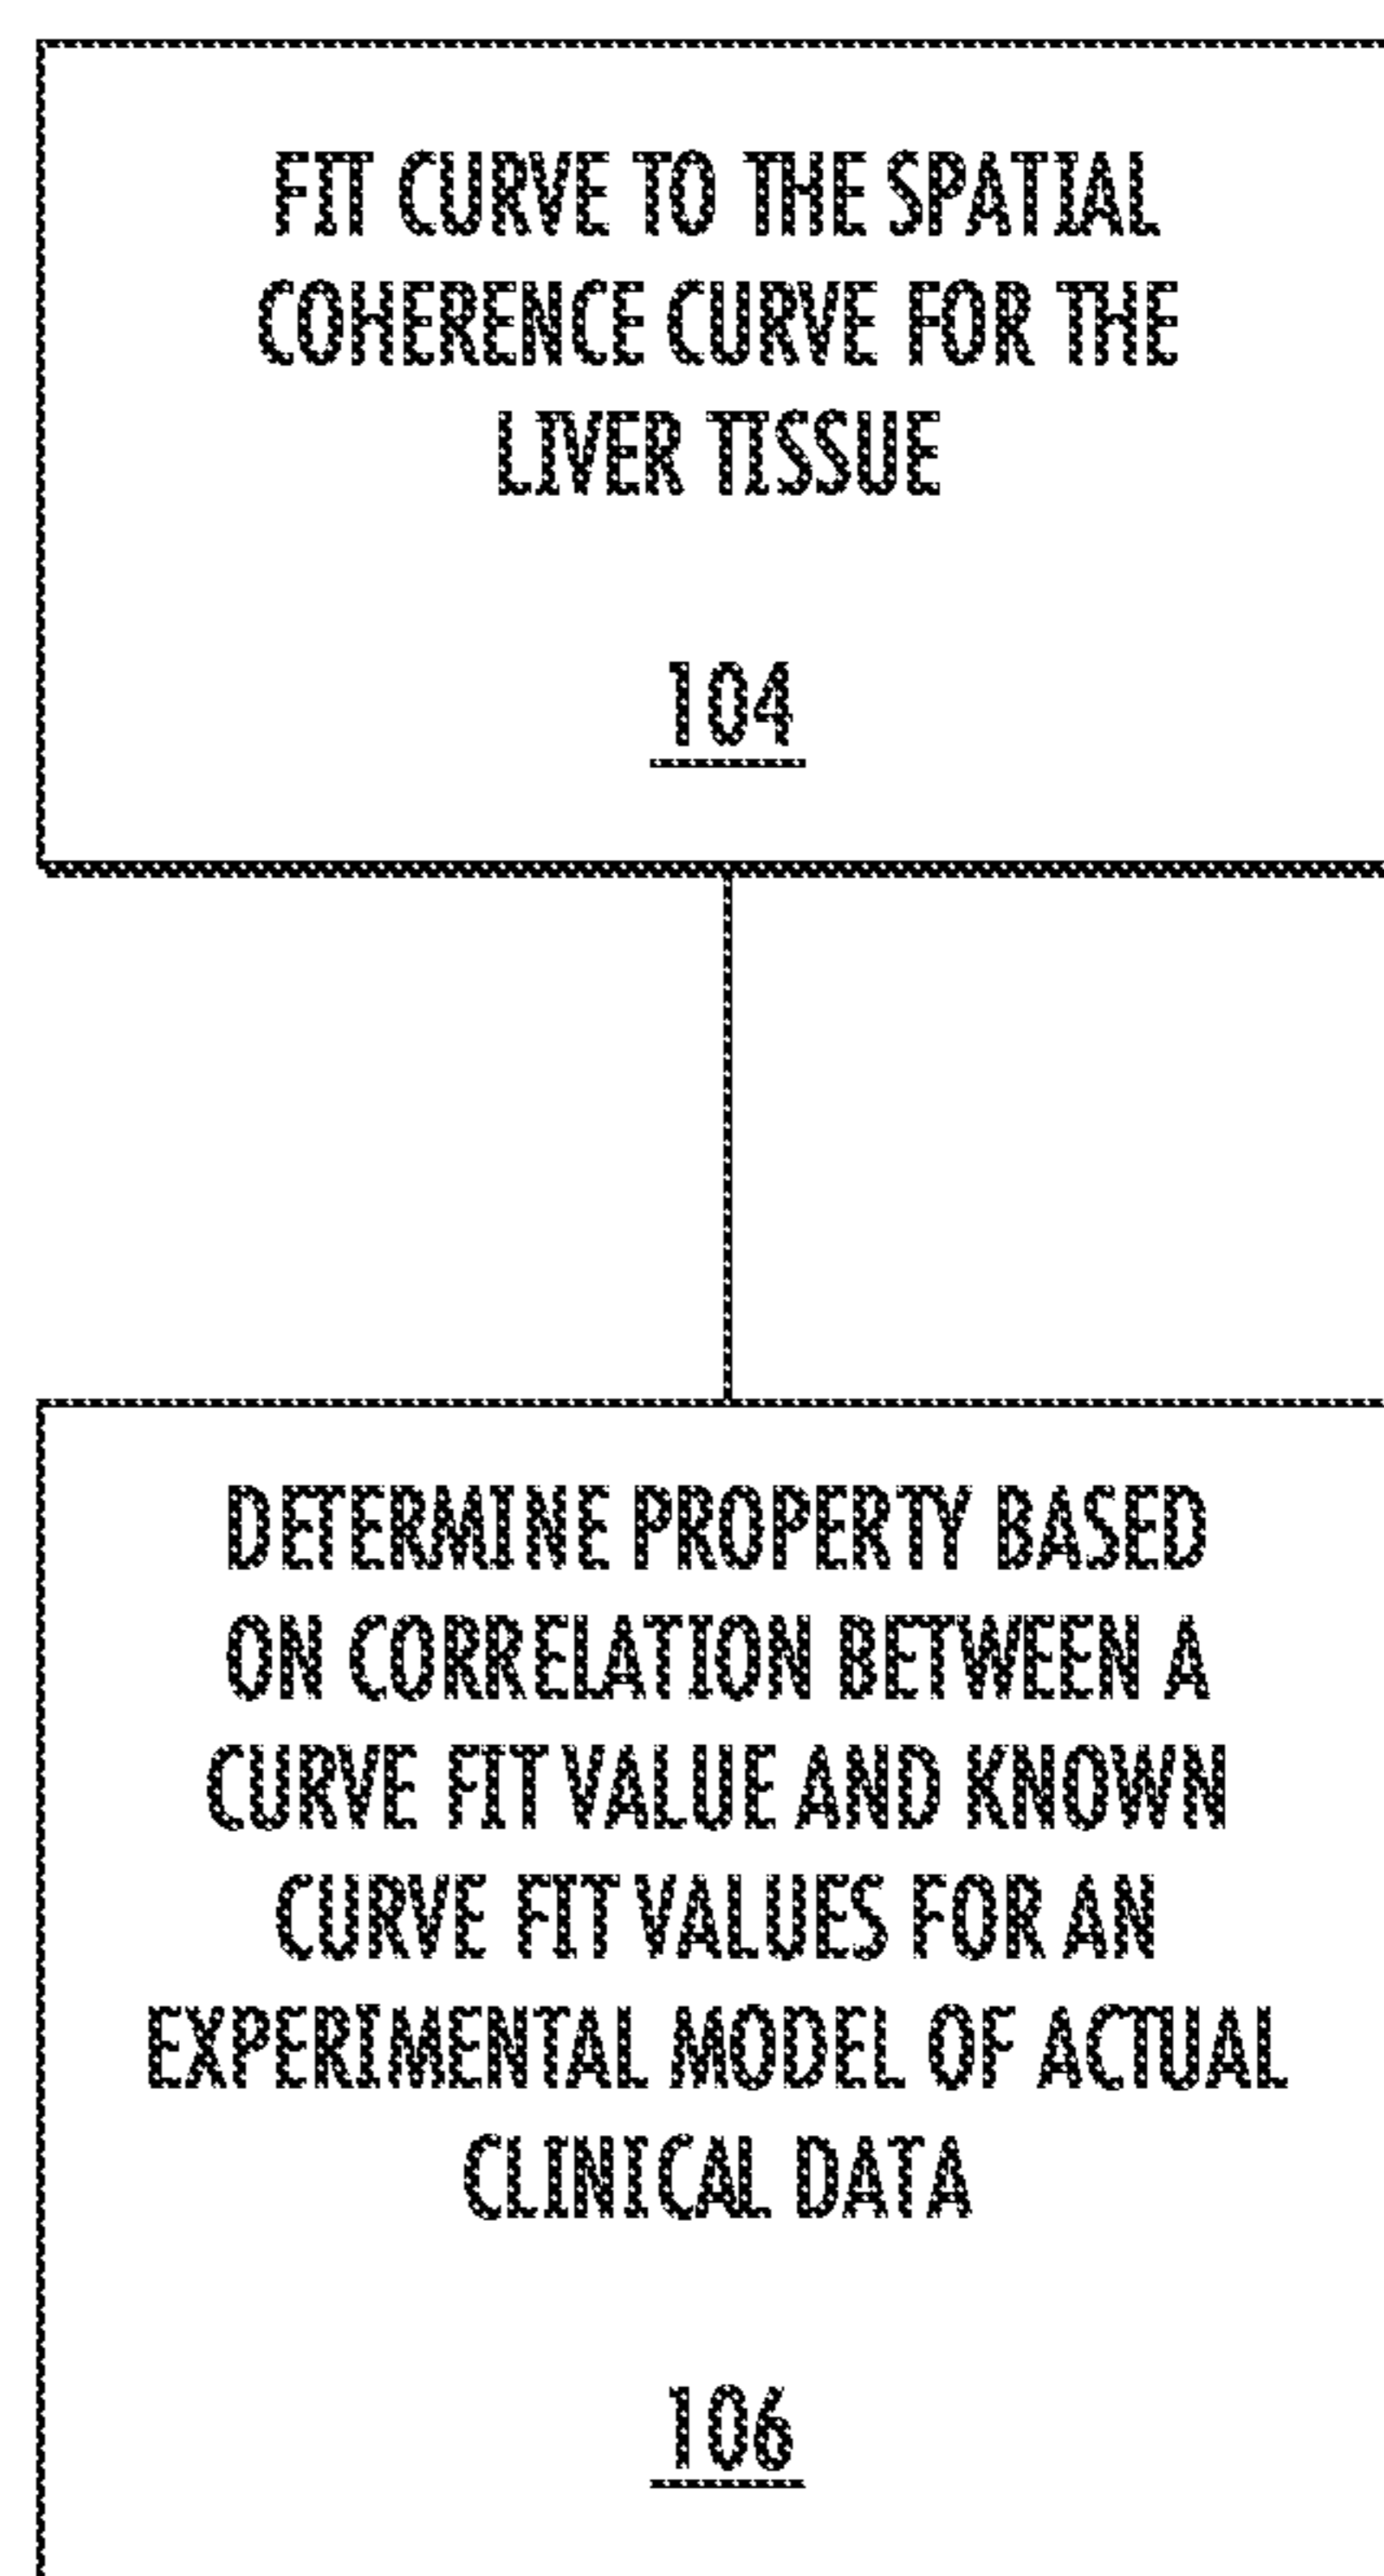 FIT CURVE TO THE SPATIAL
COHERENCE CURVE FOR THE
LIVER TISSUE
104
DETERMINE PROPERTY BASED
ON CORRELATION BETWEEN A
CURVE FIT VALUE AND KNOWN
CURVE FIT VALUES FOR AN
EXPERIMENTAL MODEL OF ACTUAL
CLINICAL DATA
106